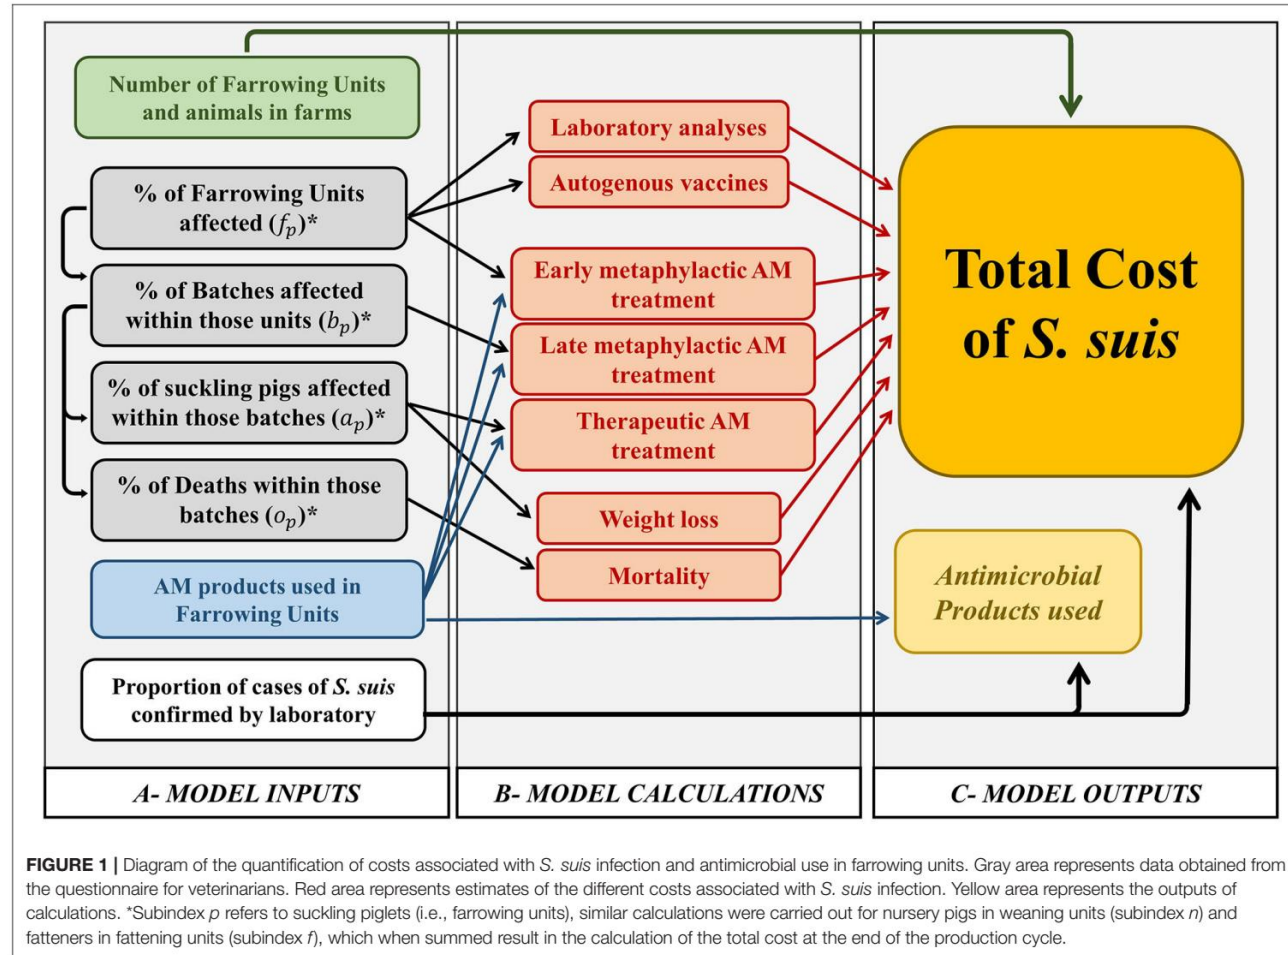 Number of Farrowing Units
and animals in farms
% of Farrowing Units
affected (fₚ)*
% of Batches affected
within those units (bₚ)*
% of suckling pigs affected
within those batches (aₚ)*
% of Deaths within those
batches (oₚ)*
AM products used in
Farrowing Units
Proportion of cases of S. suis
confirmed by laboratory
A- MODEL INPUTS
Laboratory analyses
Autogenous vaccines
Early metaphylactic AM
treatment
Late metaphylactic AM
treatment
Therapeutic AM
treatment
Weight loss
Mortality
B- MODEL CALCULATIONS
Total Cost
of S. suis
Antimicrobial
Products used
C- MODEL OUTPUTS
FIGURE 1 | Diagram of the quantification of costs associated with S. suis infection and antimicrobial use in farrowing units. Gray area represents data obtained from
the questionnaire for veterinarians. Red area represents estimates of the different costs associated with S. suis infection. Yellow area represents the outputs of
calculations. *Subindex p refers to suckling piglets (i.e., farrowing units), similar calculations were carried out for nursery pigs in weaning units (subindex n) and
fatteners in fattening units (subindex f), which when summed result in the calculation of the total cost at the end of the production cycle.